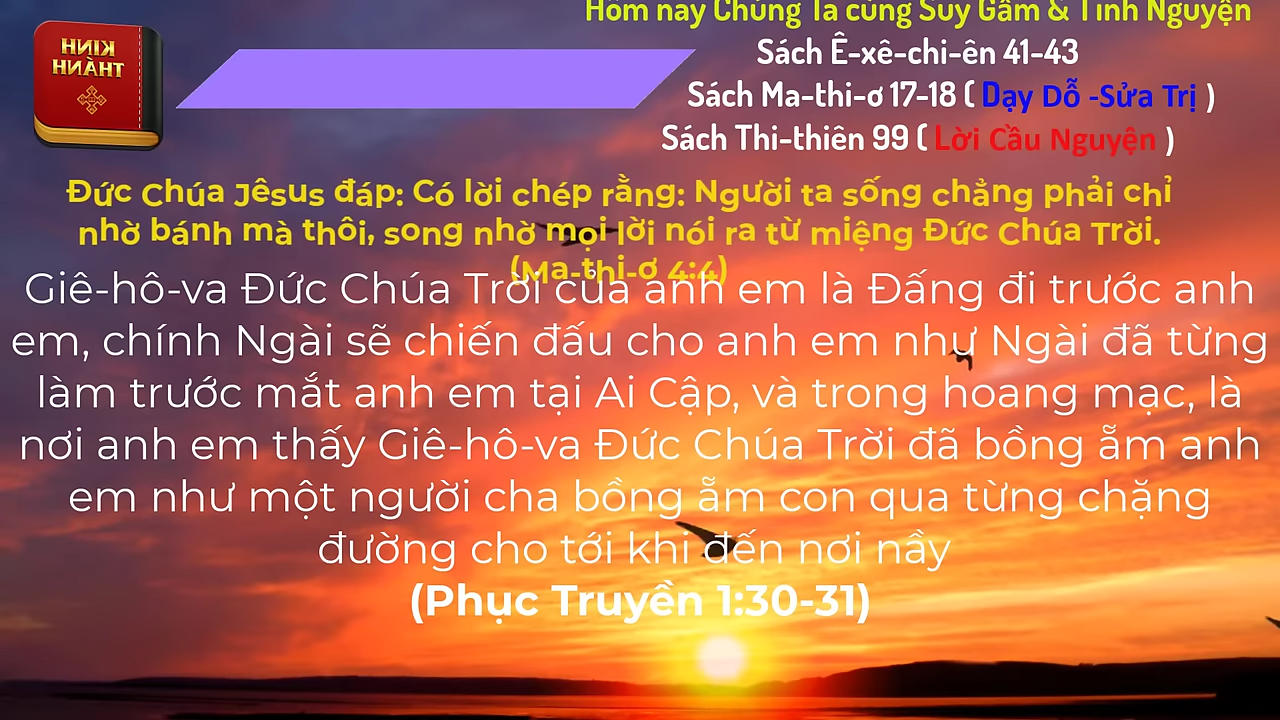 KINH
THÁNH
Hôm nay Chúng Ta cùng Suy Gẫm & Tĩnh Nguyện
Sách Ê-xê-chi-ên 41-43
Sách Ma-thi-ơ 17-18 ( Dạy Dỗ -Sửa Trị )
Sách Thi-thiên 99 ( Lời Cầu Nguyện )
Đức Chúa Jêsus đáp: Có lời chép rằng: Người ta sống chẳng phải chỉ
nhờ bánh mà thôi, song nhờ mọi lời nói ra từ miệng Đức Chúa Trời.
(Ma-thi-ơ 4:4)
Giê-hô-va Đức Chúa Trời của anh em là Đấng đi trước anh
em, chính Ngài sẽ chiến đấu cho anh em như Ngài đã từng
làm trước mắt anh em tại Ai Cập, và trong hoang mạc, là
nơi anh em thấy Giê-hô-va Đức Chúa Trời đã bồng ẵm anh
em như một người cha bồng ẵm con qua từng chặng
đường cho tới khi đến nơi nầy
(Phục Truyền 1:30-31)